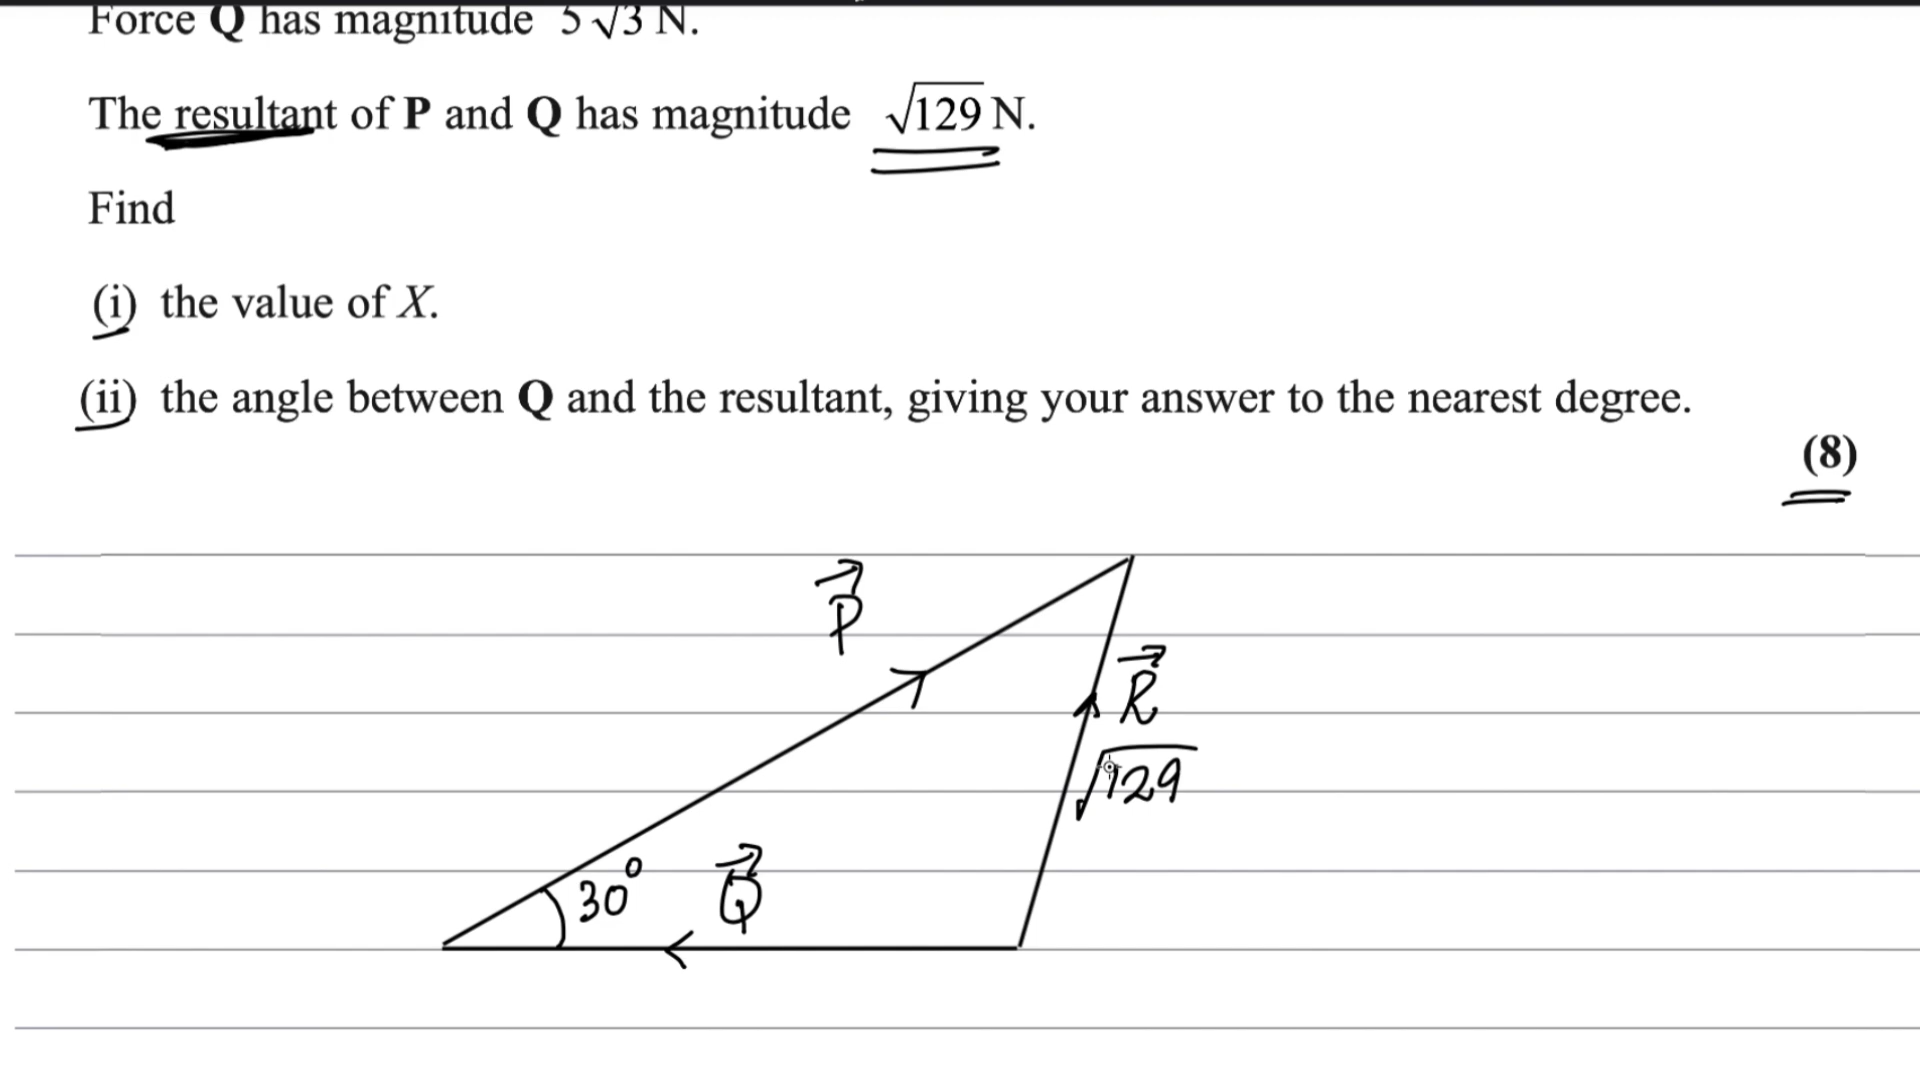 Force Q has magnitude 5√3 N.
The resultant of P and Q has magnitude √129 N.
Find
(i) the value of X.
(ii) the angle between Q and the resultant, giving your answer to the nearest degree.
(8)
P⃗
R⃗
√129
30° Q⃗